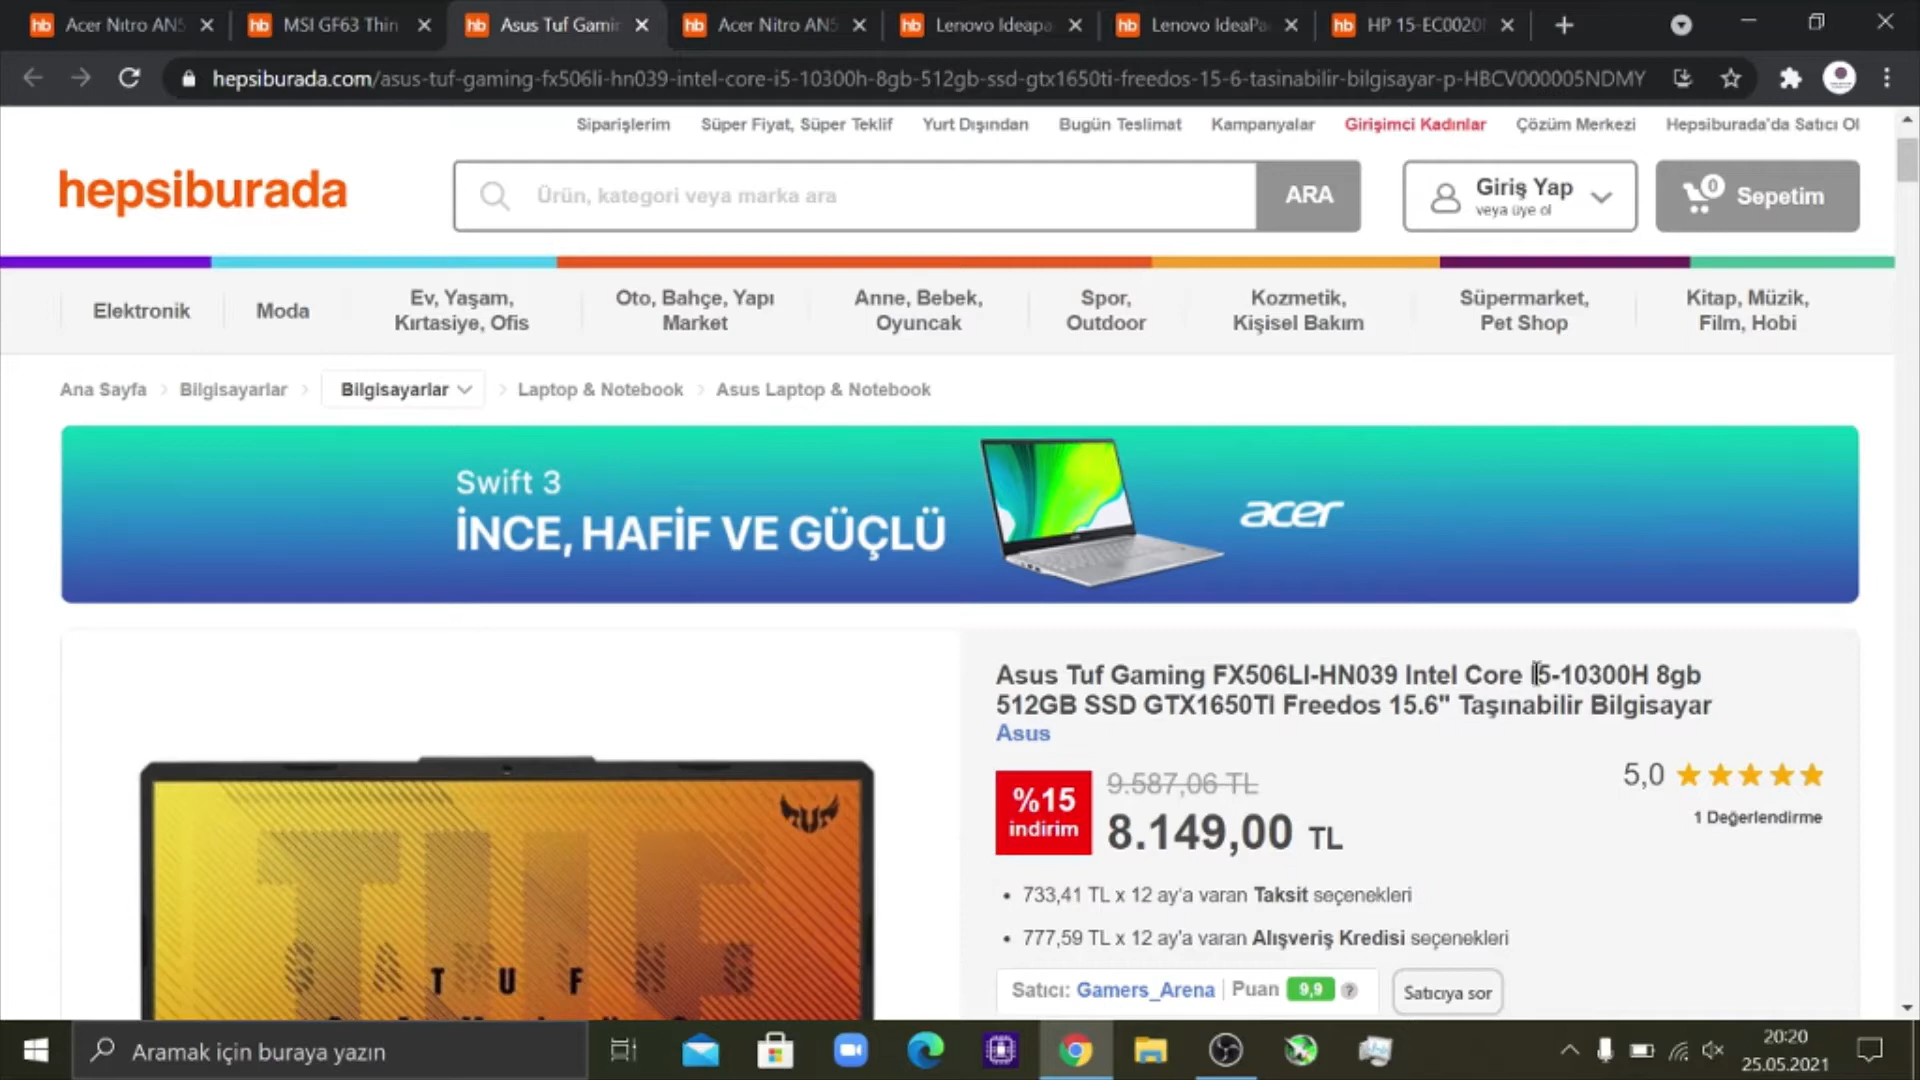 Acer Nitro AN5
MSI GF63 Thin
Asus Tuf Gamin
Acer Nitro AN5
Lenovo Ideapa
Lenovo IdeaPa
HP 15-EC0020
hepsiburada.com/asus-tuf-gaming-fx506li-hn039-intel-core-i5-10300h-8gb-512gb-ssd-gtx1650ti-freedos-15-6-tasinabilir-bilgisayar-p-HBCV000005NDMY
Siparişlerim Süper Fiyat, Süper Teklif Yurt Dışından Bugün Teslimat Kampanyalar Girişimci Kadınlar Çözüm Merkezi Hepsiburada'da Satıcı Ol
hepsiburada
Ürün, kategori veya marka ara
ARA
Giriş Yap
veya üye ol
0
Sepetim
Elektronik
Moda
Ev, Yaşam,
Kırtasiye, Ofis
Oto, Bahçe, Yapı
Market
Anne, Bebek,
Oyuncak
Spor,
Outdoor
Kozmetik,
Kişisel Bakım
Süpermarket,
Pet Shop
Kitap, Müzik,
Film, Hobi
Ana Sayfa Bilgisayarlar Bilgisayarlar Laptop & Notebook Asus Laptop & Notebook
Swift 3
İNCE, HAFİF VE GÜÇLÜ
acer
Asus Tuf Gaming FX506LI-HN039 Intel Core i5-10300H 8gb
512GB SSD GTX1650TI Freedos 15.6" Taşınabilir Bilgisayar
Asus
%15
indirim
9.587,06 TL
8.149,00 TL
5,0
1 Değerlendirme
733,41 TL x 12 ay'a varan Taksit seçenekleri
777,59 TL x 12 ay'a varan Alışveriş Kredisi seçenekleri
Satıcı: Gamers_Arena Puan 9,9 ?
Satıcıya sor
TUF
TUF
Aramak için buraya yazın
20:20
25.05.2021